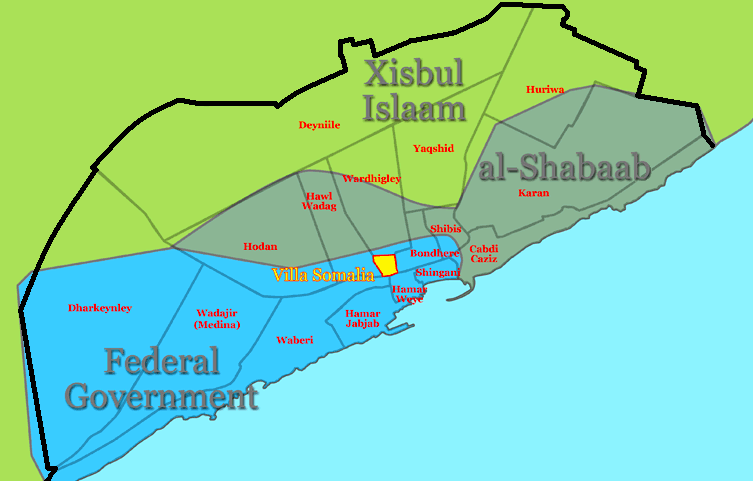 Xisbul
Islaam
Huriwa
Deyniile
Yaqshid
al-Shabaab
Wardhigley
Karan
Hawl
Wadag
Shibis
Hodan
Bondhere
Cabdi
Caziz
Villa Somalia
Shingani
Hamar
Weye
Dharkeynley
Wadajir
(Medina)
Hamar
Jabjab
Waberi
Federal
Government